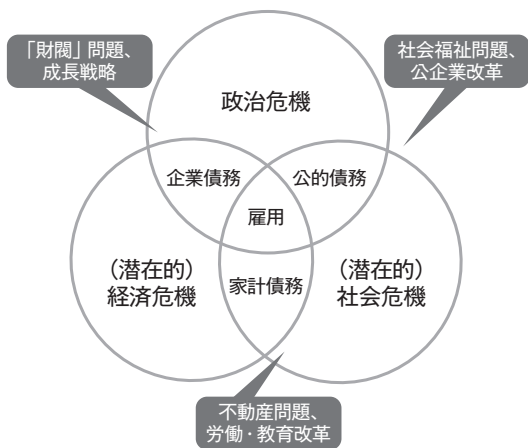 「財閥」問題、
成長戦略
社会福祉問題、
公企業改革
政治危機
企業債務
公的債務
雇用
（潜在的）
経済危機
家計債務
（潜在的）
社会危機
不動産問題、
労働・教育改革